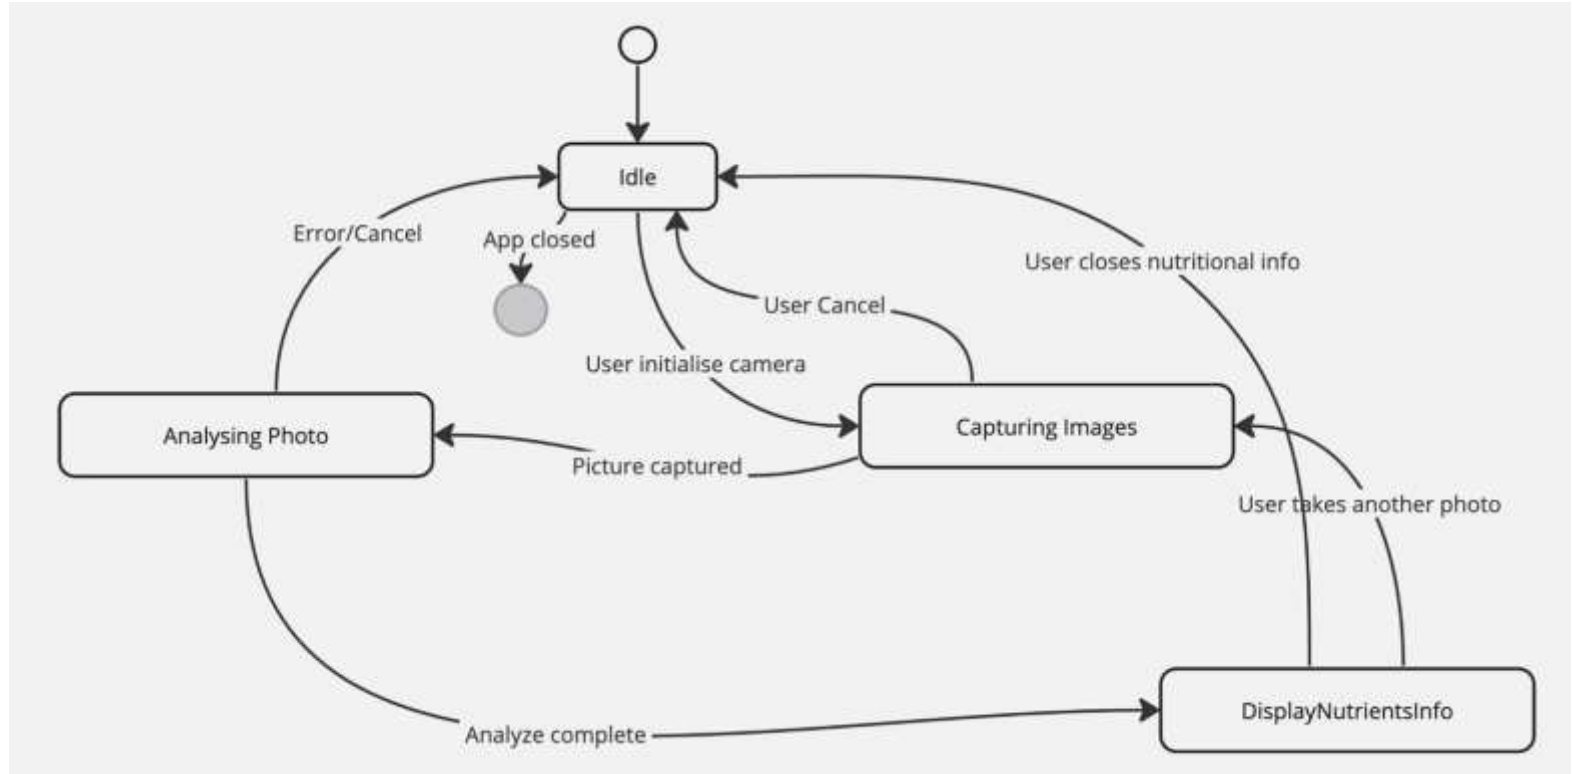 Idle
Error/Cancel
App closed
User closes nutritional info
User Cancel
User initialise camera
Analysing Photo
Capturing Images
Picture captured
User takes another photo
DisplayNutrientsInfo
Analyze complete